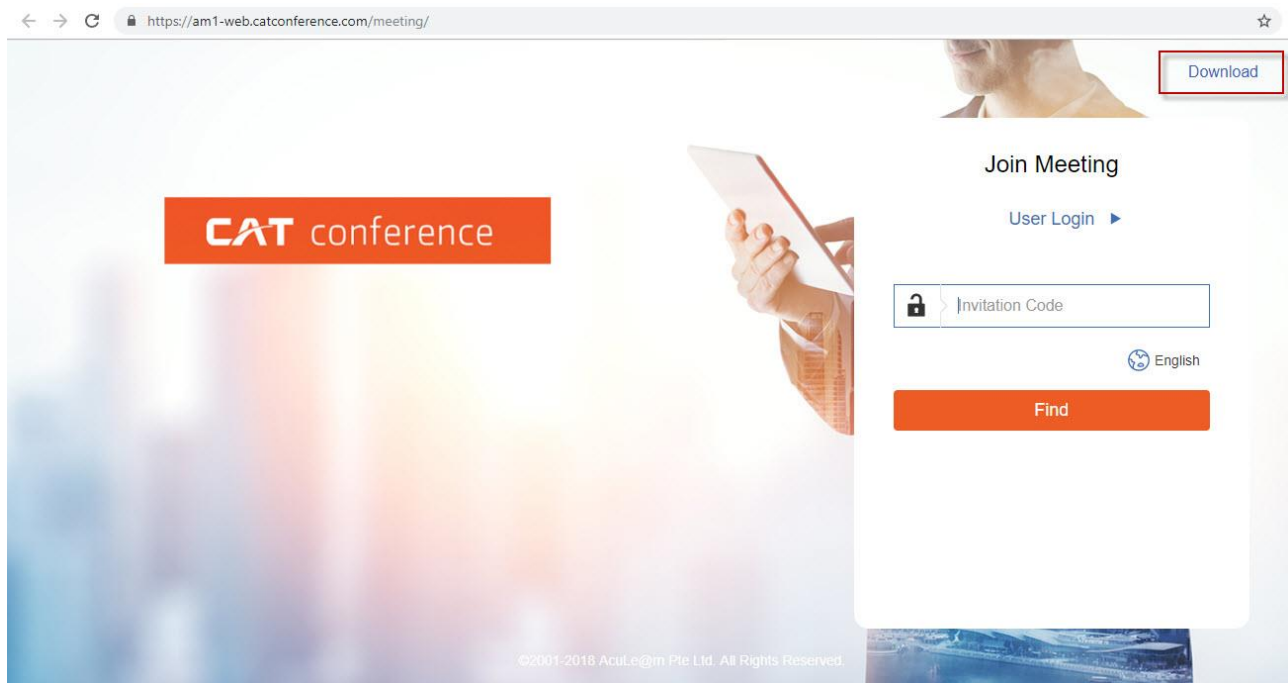 https://am1-web.catconference.com/meeting/
Download
Join Meeting
User Login
CAT conference
Invitation Code
English
Find
©2001-2018 AcuLe@rn Pte Ltd. All Rights Reserved.